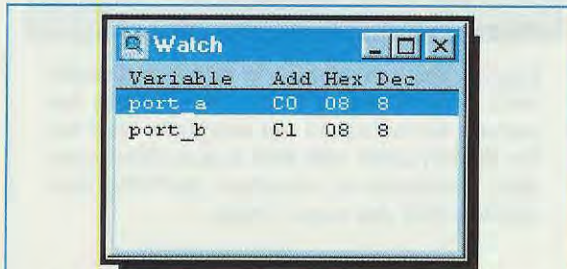 Watch
Variable Add Hex Dec
port_a C0 08 8
port_b C1 08 8